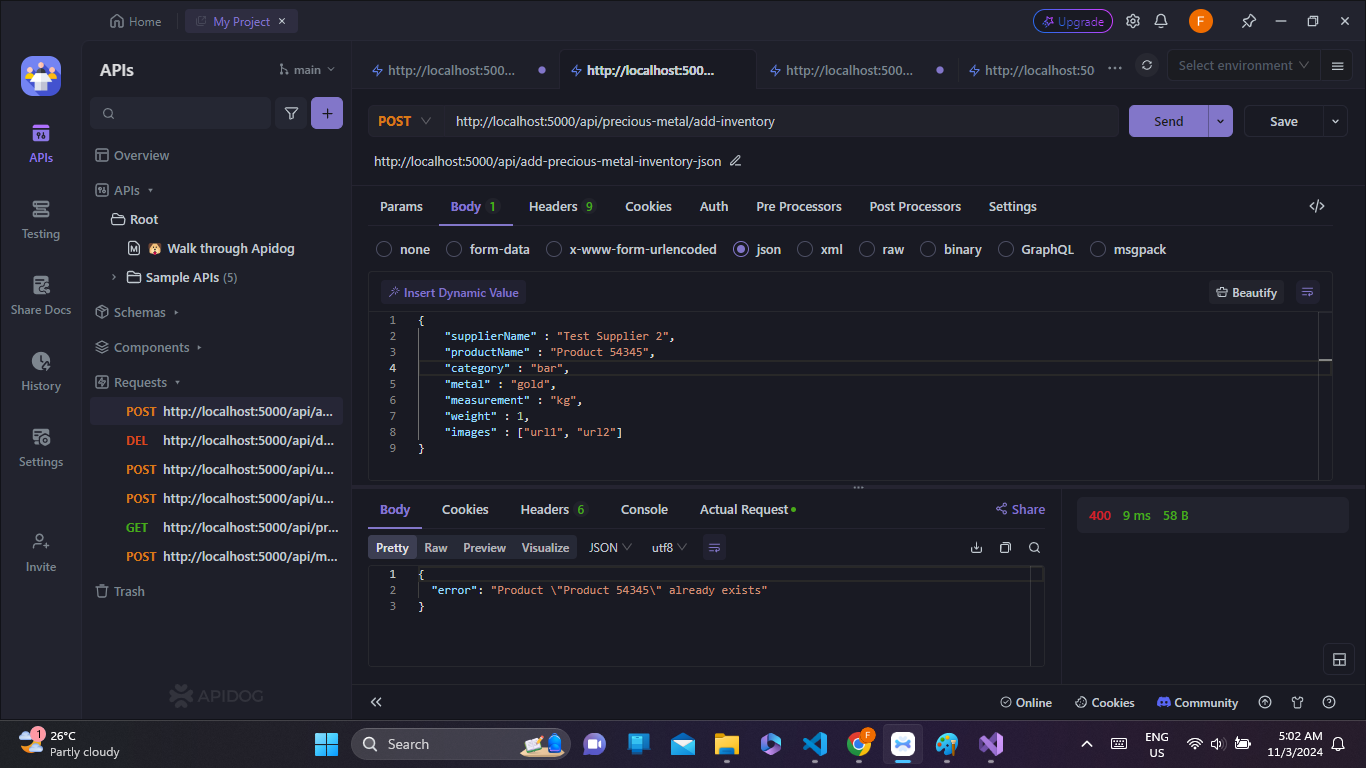 Home
My Project
Upgrade
F
APIs
main
http://localhost:500...
http://localhost:500...
http://localhost:500...
http://localhost:50
Select environment
APIs
Testing
Share Docs
History
Settings
Invite
Overview
APIs
Root
Walk through Apidog
Sample APIs (5)
Schemas
Components
Requests
POST http://localhost:5000/api/a...
DEL http://localhost:5000/api/d...
POST http://localhost:5000/api/u...
POST http://localhost:5000/api/u...
GET http://localhost:5000/api/pr...
POST http://localhost:5000/api/m...
Trash
APIDOG
POST http://localhost:5000/api/precious-metal/add-inventory
Send
Save
http://localhost:5000/api/add-precious-metal-inventory-json
Params Body 1 Headers 9 Cookies Auth Pre Processors Post Processors Settings
none form-data x-www-form-urlencoded json xml raw binary GraphQL msgpack
Insert Dynamic Value
Beautify
1 {
2 "supplierName" : "Test Supplier 2",
3 "productName" : "Product 54345",
4 "category" : "bar",
5 "metal" : "gold",
6 "measurement" : "kg",
7 "weight" : 1,
8 "images" : ["url1", "url2"]
9 }
Body Cookies Headers 6 Console Actual Request
Share
400 9 ms 58 B
Pretty Raw Preview Visualize JSON utf8
1 {
2 "error": "Product \"Product 54345\" already exists"
3 }
Online Cookies Community
1
26°C
Partly cloudy
Search
F
ENG
US
5:02 AM
11/3/2024